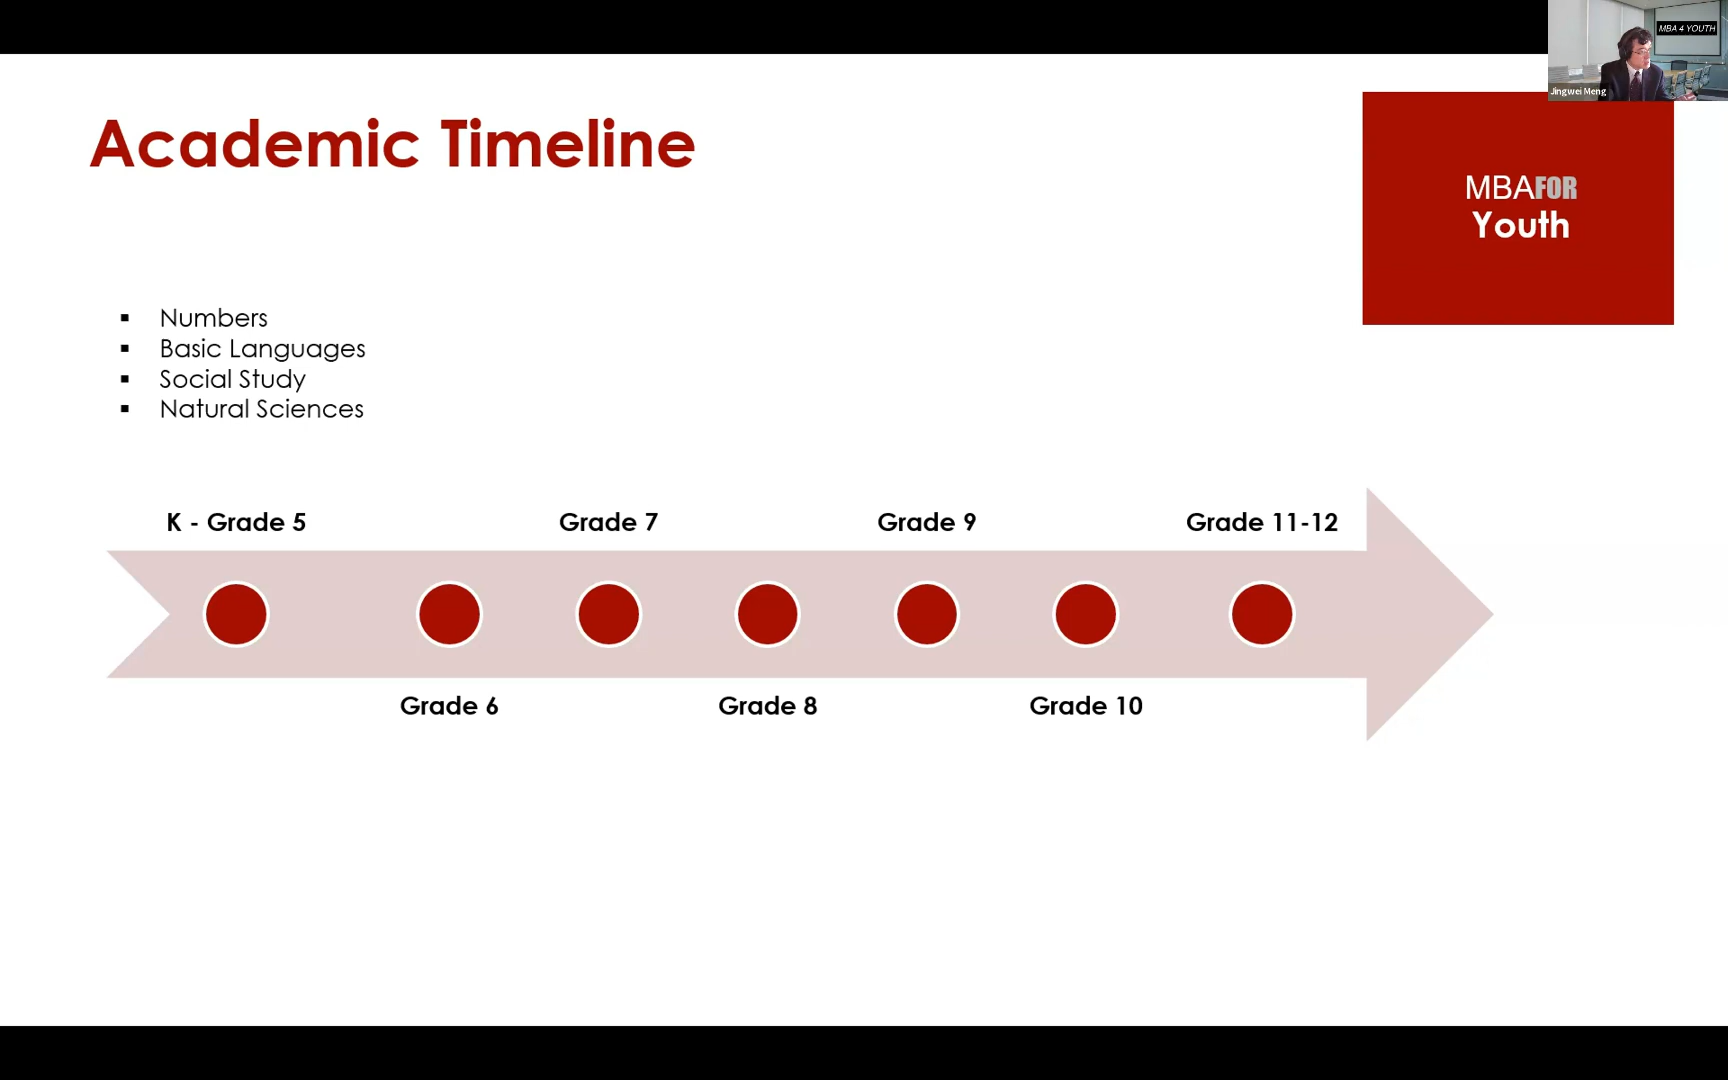 MBA 4 YOUTH
Jingwei Meng
Academic Timeline
MBAFOR
Youth
▪ Numbers
▪ Basic Languages
▪ Social Study
▪ Natural Sciences
K - Grade 5
Grade 7
Grade 9
Grade 11-12
Grade 6
Grade 8
Grade 10